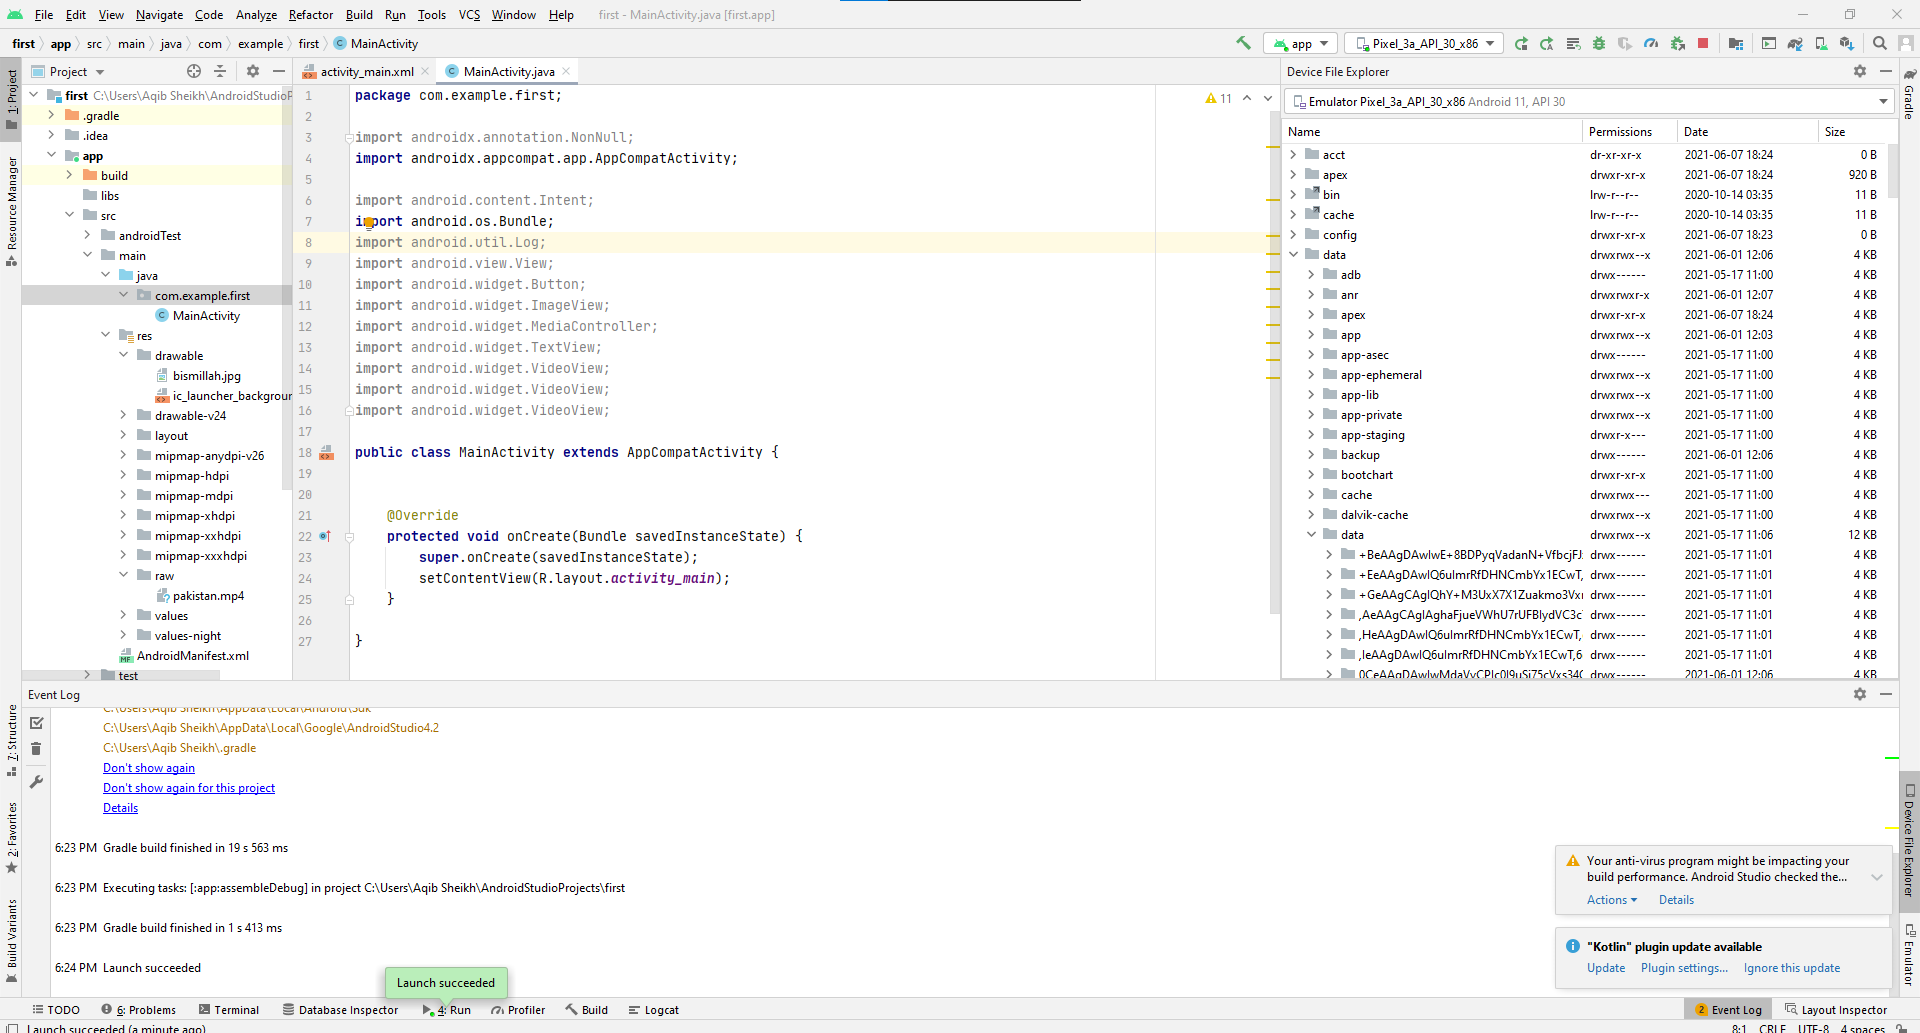 File Edit View Navigate Code Analyze Refactor Build Run Tools VCS Window Help first - MainActivity.java [first.app]
first app src main java com example first MainActivity app Pixel_3a_API_30_x86
Project
activity_main.xml MainActivity.java
Device File Explorer
1: Project
Resource Manager
7: Structure
2: Favorites
Build Variants
first C:\Users\Aqib Sheikh\AndroidStudioP
.gradle
.idea
app
build
libs
src
androidTest
main
java
com.example.first
MainActivity
res
drawable
bismillah.jpg
ic_launcher_backgroun
drawable-v24
layout
mipmap-anydpi-v26
mipmap-hdpi
mipmap-mdpi
mipmap-xhdpi
mipmap-xxhdpi
mipmap-xxxhdpi
raw
pakistan.mp4
values
values-night
AndroidManifest.xml
test
11
1 package com.example.first;
2
3 import androidx.annotation.NonNull;
4 import androidx.appcompat.app.AppCompatActivity;
5
6 import android.content.Intent;
7 import android.os.Bundle;
8 import android.util.Log;
9 import android.view.View;
10 import android.widget.Button;
11 import android.widget.ImageView;
12 import android.widget.MediaController;
13 import android.widget.TextView;
14 import android.widget.VideoView;
15 import android.widget.VideoView;
16 import android.widget.VideoView;
17
18 public class MainActivity extends AppCompatActivity {
19
20
21 @Override
22 protected void onCreate(Bundle savedInstanceState) {
23 super.onCreate(savedInstanceState);
24 setContentView(R.layout.activity_main);
25 }
26
27 }
Emulator Pixel_3a_API_30_x86 Android 11, API 30
Name Permissions Date Size
acct dr-xr-xr-x 2021-06-07 18:24 0 B
apex drwxr-xr-x 2021-06-07 18:24 920 B
bin lrw-r--r-- 2020-10-14 03:35 11 B
cache lrw-r--r-- 2020-10-14 03:35 11 B
config drwxr-xr-x 2021-06-07 18:23 0 B
data drwxrwx--x 2021-06-01 12:06 4 KB
adb drwx------ 2021-05-17 11:00 4 KB
anr drwxrwxr-x 2021-06-01 12:07 4 KB
apex drwxr-xr-x 2021-06-07 18:24 4 KB
app drwxrwx--x 2021-06-01 12:03 4 KB
app-asec drwx------ 2021-05-17 11:00 4 KB
app-ephemeral drwxrwx--x 2021-05-17 11:00 4 KB
app-lib drwxrwx--x 2021-05-17 11:00 4 KB
app-private drwxrwx--x 2021-05-17 11:00 4 KB
app-staging drwxr-x--- 2021-05-17 11:00 4 KB
backup drwxrwx--x 2021-06-01 12:06 4 KB
bootchart drwxr-xr-x 2021-05-17 11:00 4 KB
cache drwxrwx--- 2021-05-17 11:00 4 KB
dalvik-cache drwxrwx--x 2021-05-17 11:00 4 KB
data drwxrwx--x 2021-05-17 11:06 12 KB
+BeAAgDAwIwE+8BDPyqVadanN+VfbcjFJ drwx------ 2021-05-17 11:01 4 KB
+EeAAgDAwIQ6uImrRfDHNCmbYx1ECwT, drwx------ 2021-05-17 11:01 4 KB
+GeAAgCAgIQhY+M3UxX7X1Zuakmo3Vx drwx------ 2021-05-17 11:01 4 KB
,AeAAgCAgIAghaFjueVWhU7rUFBlydVC3c drwx------ 2021-05-17 11:01 4 KB
,HeAAgDAwIQ6uImrRfDHNCmbYx1ECwT, drwx------ 2021-05-17 11:01 4 KB
,IeAAgDAwIQ6uImrRfDHNCmbYx1ECwT,6 drwx------ 2021-05-17 11:01 4 KB
0CeAAgDAwIwMdaVvCPIc0I9uSi75cVxs34 drwx------ 2021-06-01 12:06 4 KB
Gradle
Device File Explorer
Emulator
Event Log
C:\Users\Aqib Sheikh\AppData\Local\Android\Sdk
C:\Users\Aqib Sheikh\AppData\Local\Google\AndroidStudio4.2
C:\Users\Aqib Sheikh\.gradle
Don't show again
Don't show again for this project
Details
6:23 PM Gradle build finished in 19 s 563 ms
6:23 PM Executing tasks: [:app:assembleDebug] in project C:\Users\Aqib Sheikh\AndroidStudioProjects\first
6:23 PM Gradle build finished in 1 s 413 ms
6:24 PM Launch succeeded
Launch succeeded
Your anti-virus program might be impacting your
build performance. Android Studio checked the...
Actions Details
"Kotlin" plugin update available
Update Plugin settings... Ignore this update
TODO 6: Problems Terminal Database Inspector 4: Run Profiler Build Logcat 2 Event Log Layout Inspector
Launch succeeded (a minute ago) 8:1 CRLF UTF-8 4 spaces